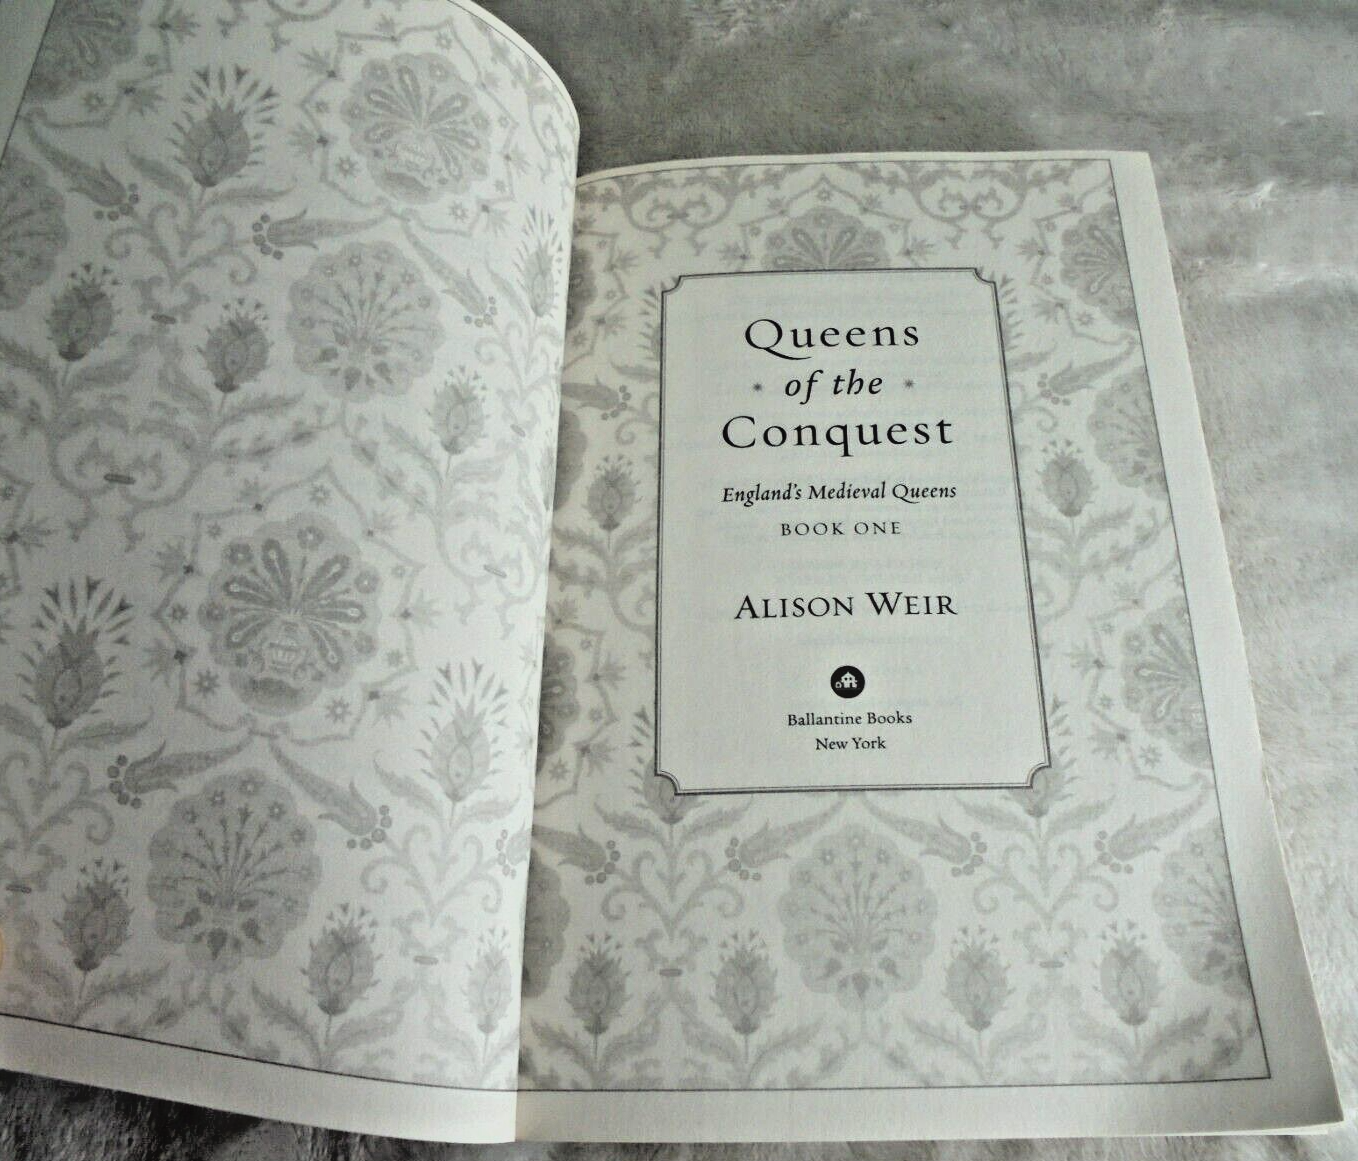 Queens
of the
Conquest
England's Medieval Queens
BOOK ONE
ALISON WEIR
Ballantine Books
New York